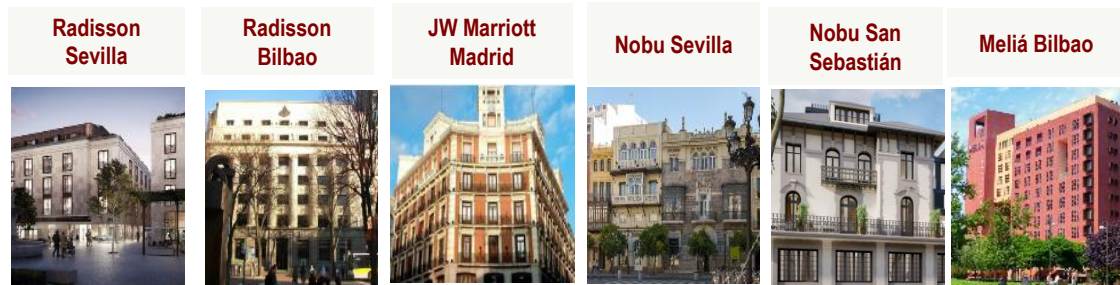 Radisson
Sevilla
Radisson
Bilbao
JW Marriott
Madrid
Nobu Sevilla
Nobu San
Sebastián
Meliá Bilbao